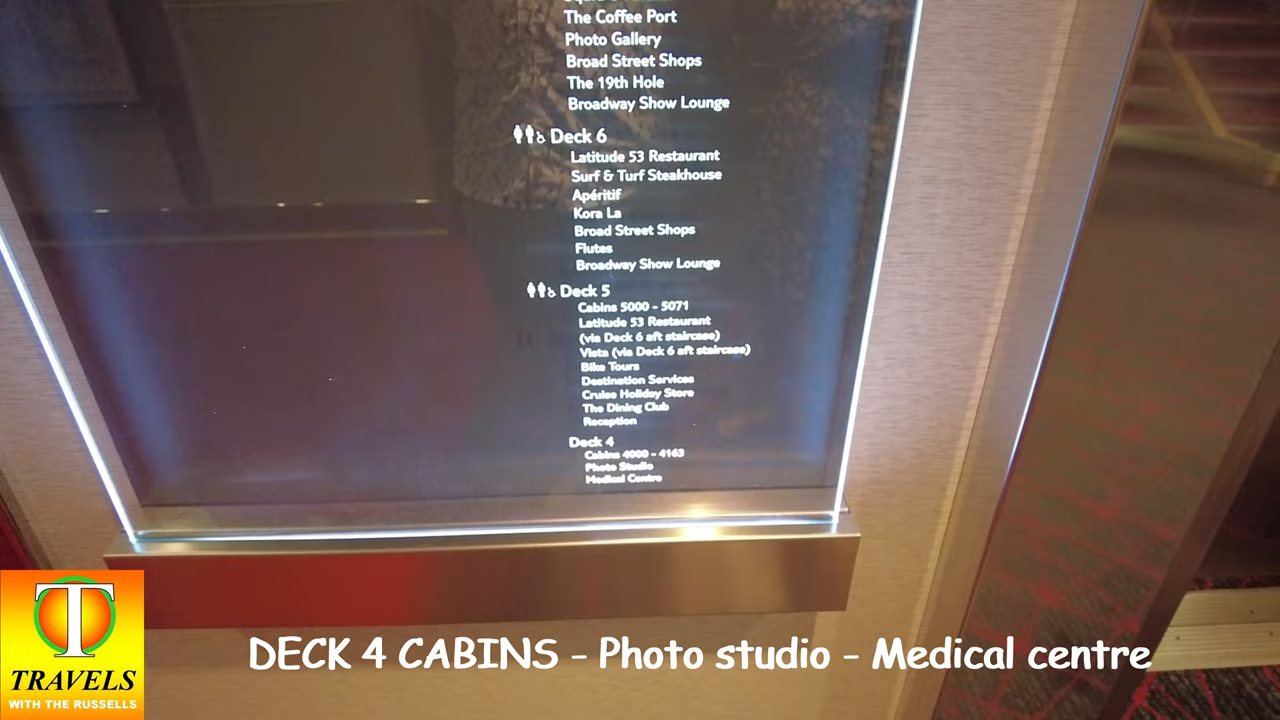 The Coffee Port
Photo Gallery
Broad Street Shops
The 19th Hole
Broadway Show Lounge
Deck 6
Latitude 53 Restaurant
Surf & Turf Steakhouse
Apéritif
Kora La
Broad Street Shops
Flutes
Broadway Show Lounge
Deck 5
Cabins 5000 - 5071
Latitude 53 Restaurant
(via Deck 6 aft staircase)
Vista (via Deck 6 aft staircase)
Bike Tours
Destination Services
Cruise Holiday Store
The Dining Club
Reception
Deck 4
Cabins 4000 - 4163
Photo Studio
Medical Centre
DECK 4 CABINS - Photo studio - Medical centre
T
TRAVELS
WITH THE RUSSELLS